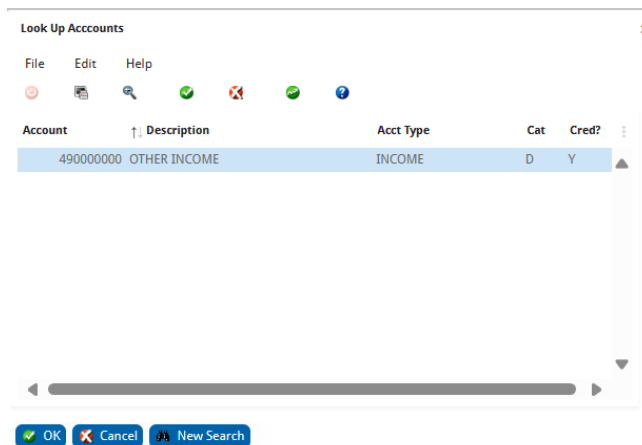 Look Up Acccounts
File Edit Help
Account ↑↓ Description Acct Type Cat Cred?
490000000 OTHER INCOME INCOME D Y
OK Cancel New Search